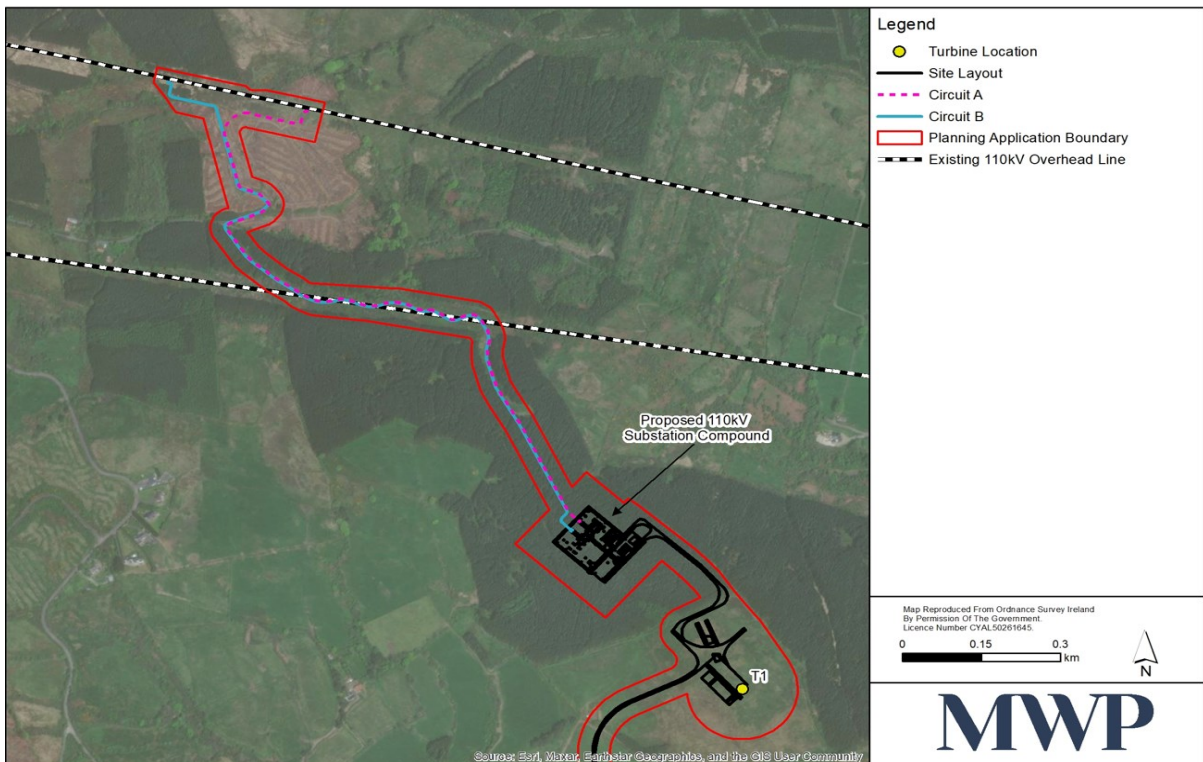 Legend
Turbine Location
Site Layout
Circuit A
Circuit B
Planning Application Boundary
Existing 110kV Overhead Line
Proposed 110kV
Substation Compound
T1
Map Reproduced From Ordnance Survey Ireland
By Permission Of The Government.
Licence Number CYAL50261645.
0 0.15 0.3
km
N
MWP
Source: Esri, Maxar, Earthstar Geographics, and the GIS User Community